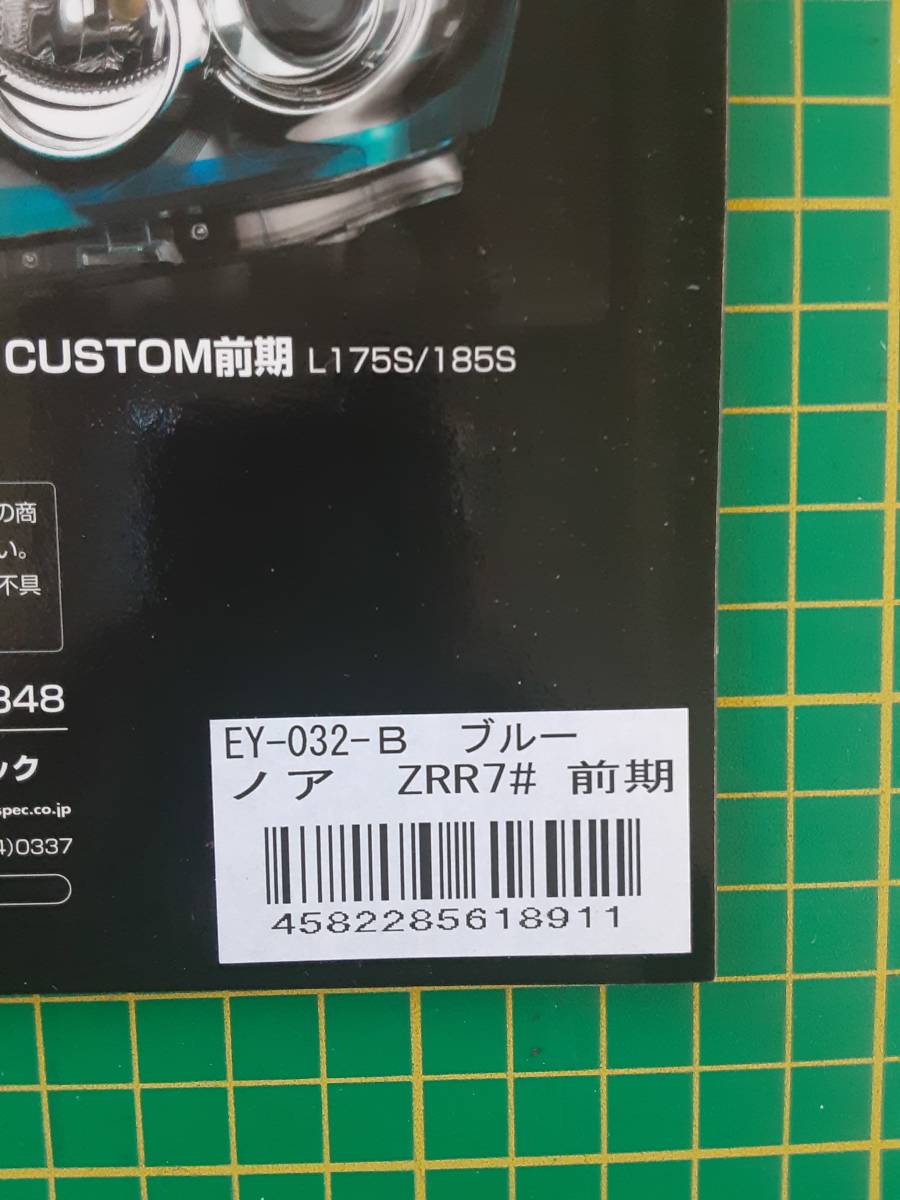 CUSTOM前期 L175S/185S
の商
い。
不具
348
ック
spec.co.jp
4)0337
EY-032-B ブルー
ノア ZRR7# 前期
4582285618911